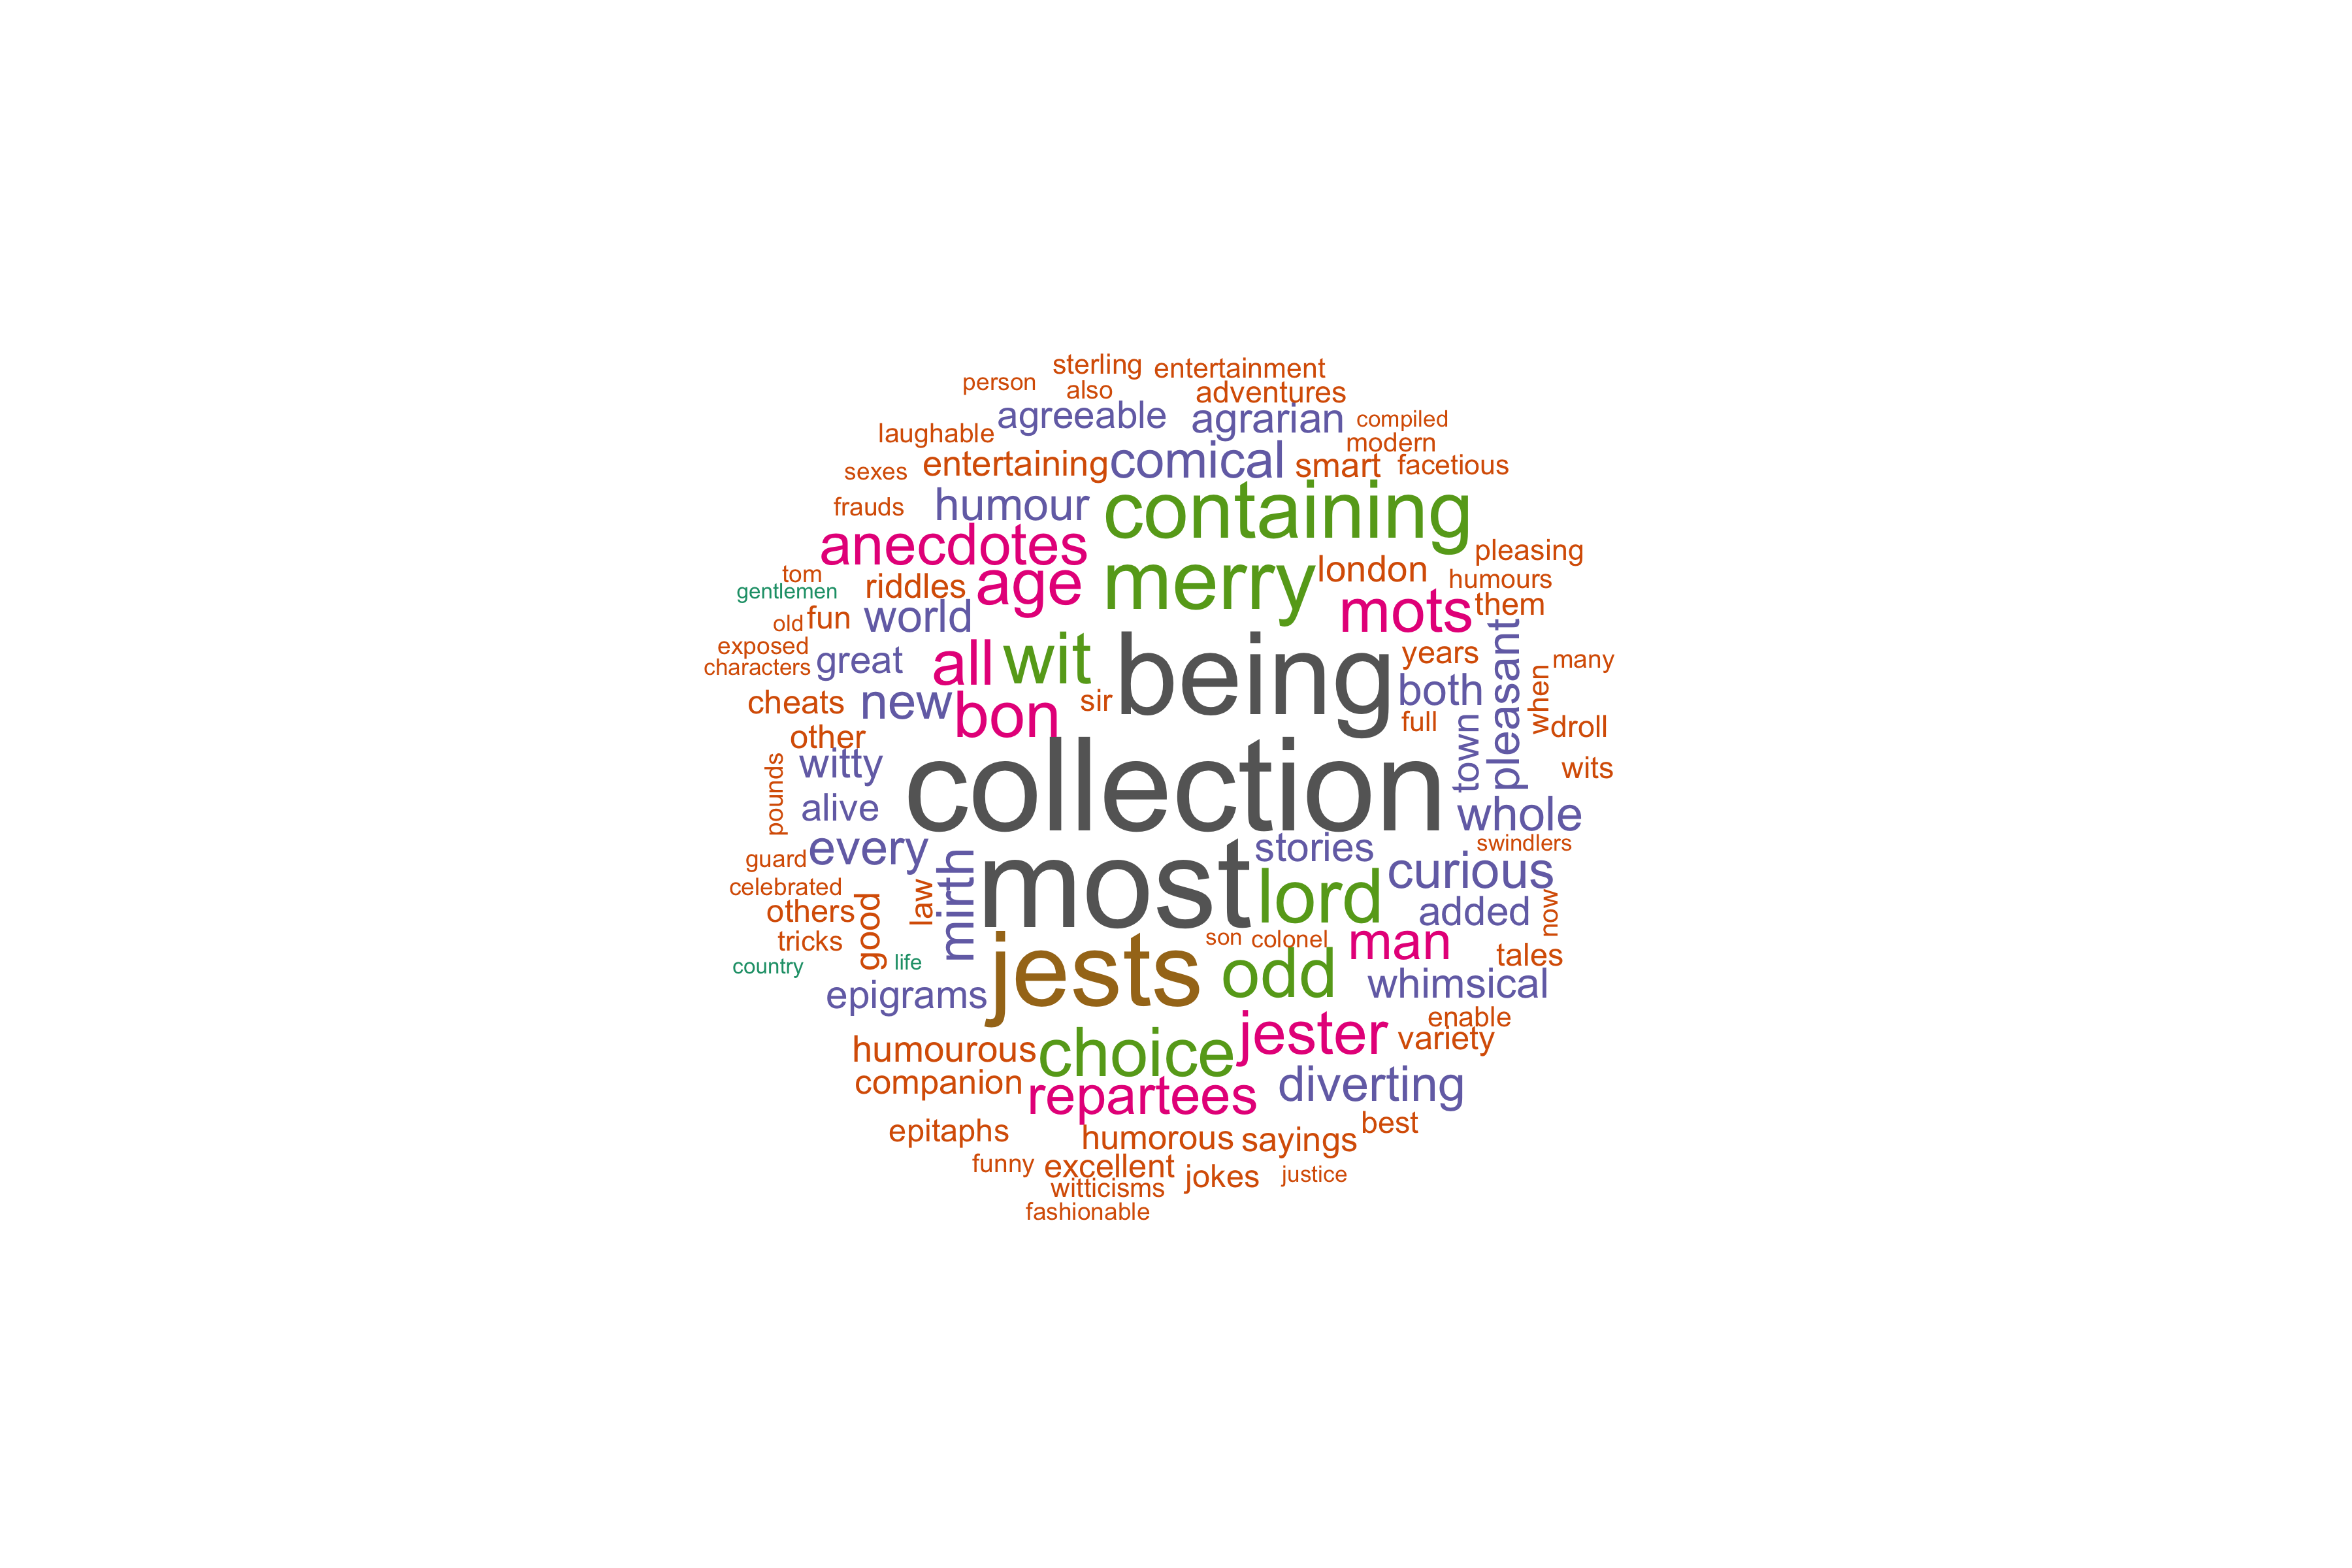 sterling entertainment
person also adventures
agreeable agrarian compiled
laughable modern
sexes entertaining comical smart facetious
frauds humour containing
anecdotes pleasing
tom riddles age merry london humours
gentlemen
old fun world mots them
exposed
characters great all wit being years many
cheats new bon sir both pleasant when
other full town droll
witty collection wits
pounds alive whole
guard every stories swindlers
celebrated mirth most lord curious
others good law added now
tricks son colonel man tales
country life jests odd whimsical
epigrams
enable
humourous choice jester variety
companion repartees diverting
epitaphs humorous sayings best
funny excellent jokes justice
witticisms
fashionable